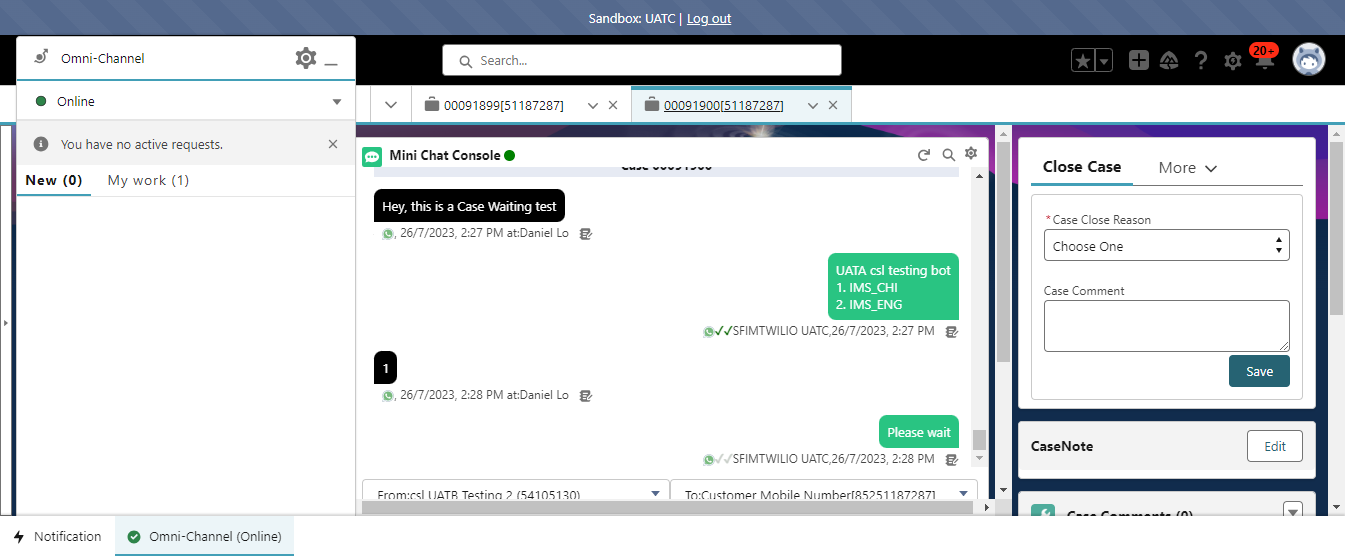 Sandbox: UATC | Log out
Omni-Channel
Search...
20+
Online
00091899[51187287]
00091900[51187287]
You have no active requests.
New (0) My work (1)
Mini Chat Console
Case 00091900
Hey, this is a Case Waiting test
, 26/7/2023, 2:27 PM at:Daniel Lo
UATA csl testing bot
1. IMS_CHI
2. IMS_ENG
SFIMTWILIO UATC,26/7/2023, 2:27 PM
1
, 26/7/2023, 2:28 PM at:Daniel Lo
Please wait
SFIMTWILIO UATC,26/7/2023, 2:28 PM
From:csl UATB Testing 2 (54105130)
To:Customer Mobile Number[85251187287]
Close Case More
*Case Close Reason
Choose One
Case Comment
Save
CaseNote
Edit
Case Comments (0)
Notification
Omni-Channel (Online)